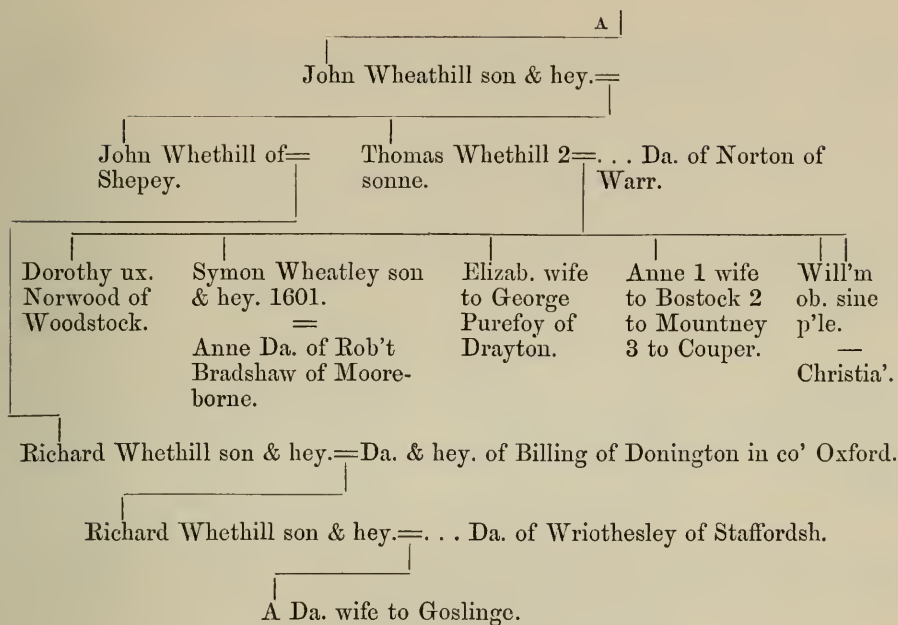 A
John Wheathill son & hey.=
John Whethill of=
Shepey.
Thomas Whethill 2=. . . Da. of Norton of
sonne.
Warr.
Dorothy ux.
Norwood of
Woodstock.
Symon Wheatley son
& hey. 1601.
=
Anne Da. of Rob't
Bradshaw of Moore-
borne.
Elizab. wife
to George
Purefoy of
Drayton.
Anne 1 wife
to Bostock 2
to Mountney
3 to Couper.
Will'm
ob. sine
p'le.
—
Christia'.
Richard Whethill son & hey.=Da. & hey. of Billing of Donington in co' Oxford.
Richard Whethill son & hey.=. . . Da. of Wriothesley of Staffordsh.
A Da. wife to Goslinge.